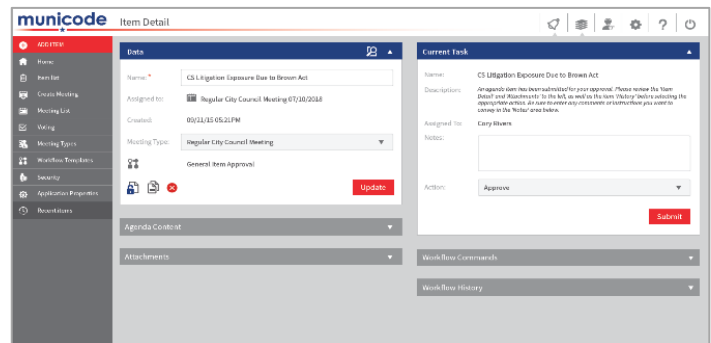 municode
Item Detail
?
ADD ITEM
Home
Item list
Create Meeting
Meeting List
Voting
Meeting Types
Workflow Templates
Security
Application Properties
Recent Items
Data
Name: *
CS Litigation Exposure Due to Brown Act
Assigned to:
Regular City Council Meeting 07/10/2018
Created:
09/11/15 05:21PM
Meeting Type:
Regular City Council Meeting
General Item Approval
Update
Agenda Content
Attachments
Current Task
Name:
CS Litigation Exposure Due to Brown Act
Description:
An agenda item has been submitted for your approval. Please review the 'Item
Detail' and 'Attachments' to the left, as well as the item 'History' before selecting the
appropriate action. Be sure to enter any comments or instructions you want to
convey in the 'Notes' area below.
Assigned To:
Cory Rivers
Notes:
Action:
Approve
Submit
Workflow Commands
Workflow History